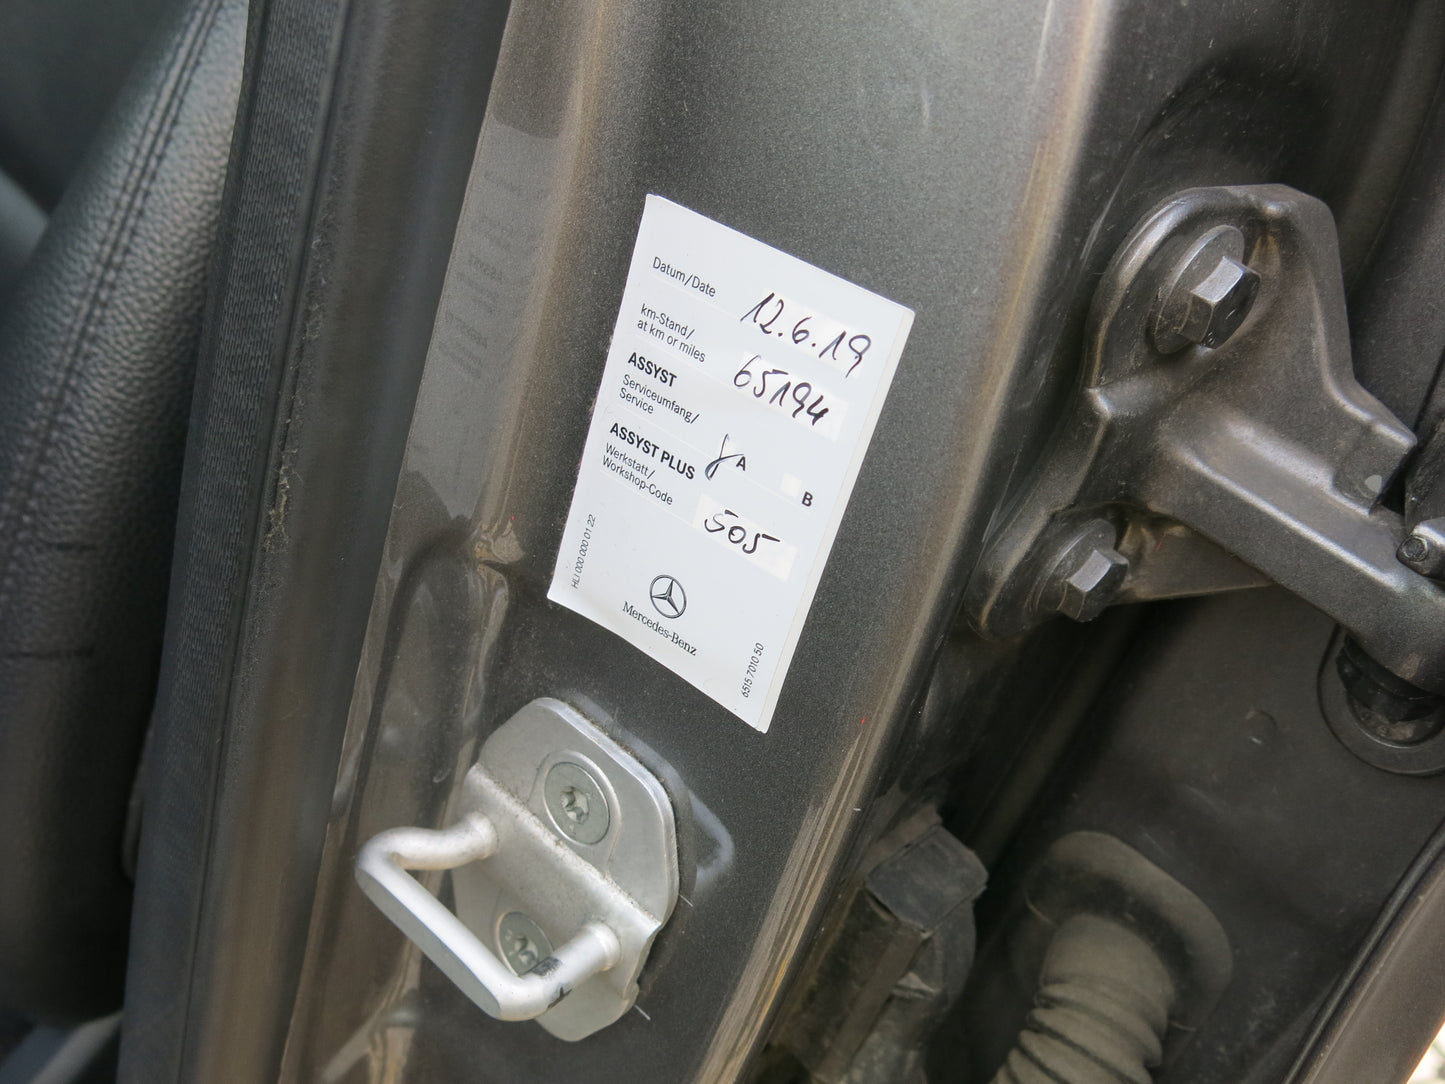 Datum/Date 12.6.19
km-Stand/
at km or miles 65194
ASSYST
Serviceumfang/
Service A B
ASSYST PLUS
Werkstatt/
Workshop-Code 505
HLI 000 000 01 22
Mercedes-Benz
6515 7010 50